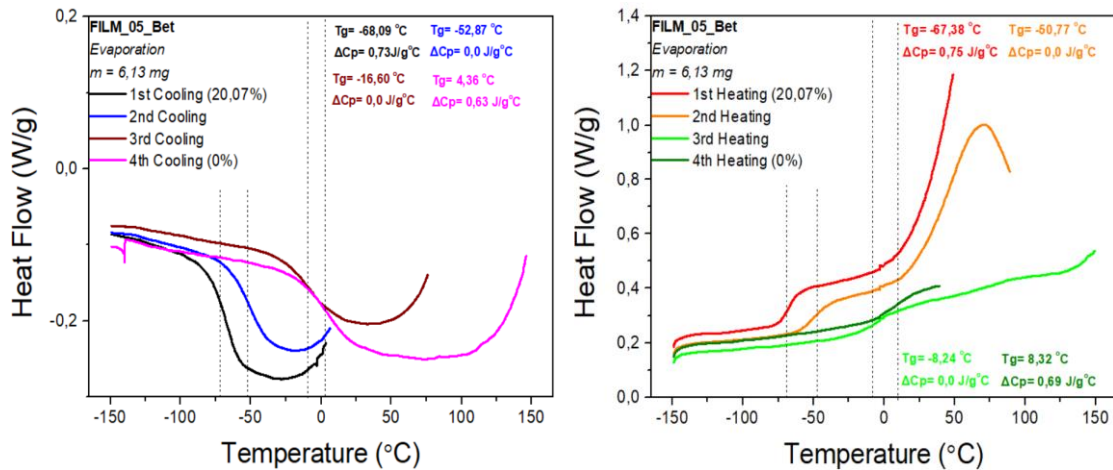 FILM_05_Bet
Evaporation
m = 6,13 mg
1st Cooling (20,07%)
2nd Cooling
3rd Cooling
4th Cooling (0%)
Tg= -68,09 °C
ΔCp= 0,73J/g°C
Tg= -52,87 °C
ΔCp= 0,0 J/g°C
Tg= -16,60 °C
ΔCp= 0,0 J/g°C
Tg= 4,36 °C
ΔCp= 0,63 J/g°C
Heat Flow (W/g)
0,2
0,0
-0,2
-150 -100 -50 0 50 100 150
Temperature (°C)
FILM_05_Bet
Evaporation
m = 6,13 mg
1st Heating (20,07%)
2nd Heating
3rd Heating
4th Heating (0%)
Tg= -67,38 °C
ΔCp= 0,75 J/g°C
Tg= -50,77 °C
ΔCp= 0,0 J/g°C
Tg= -8,24 °C
ΔCp= 0,0 J/g°C
Tg= 8,32 °C
ΔCp= 0,69 J/g°C
Heat Flow (W/g)
1,4
1,2
1,0
0,8
0,6
0,4
0,2
0,0
-150 -100 -50 0 50 100 150
Temperature (°C)